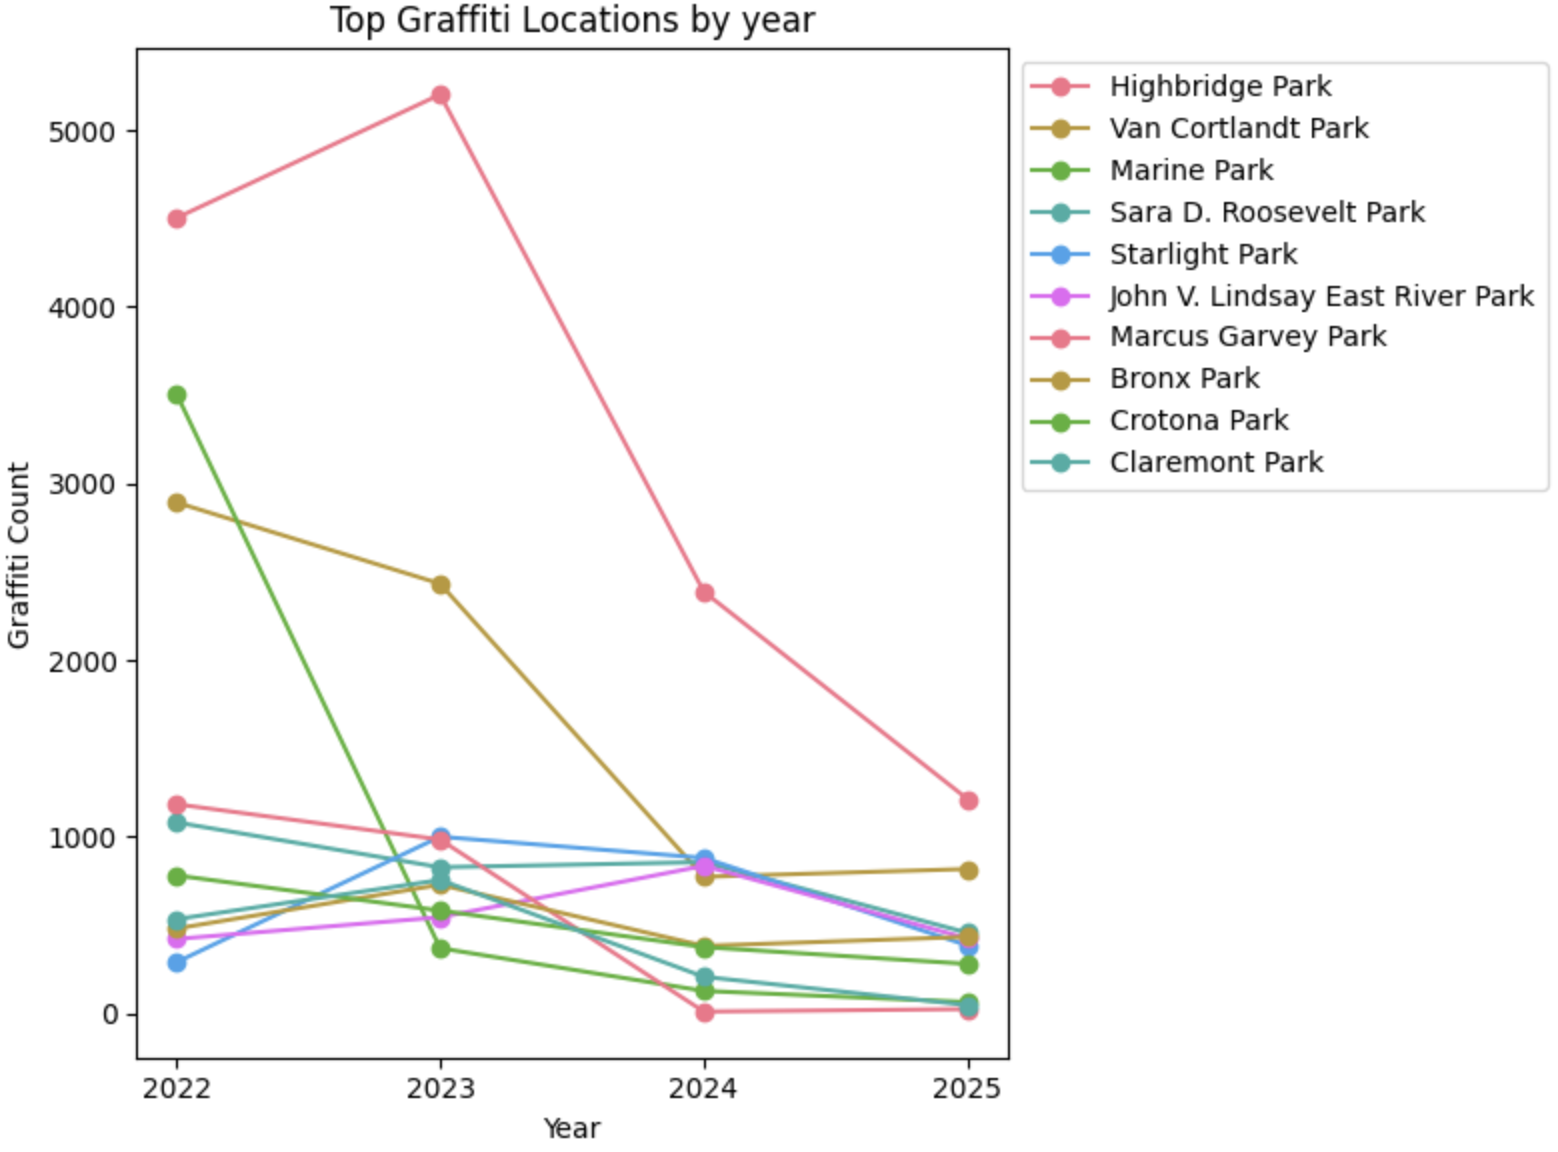 Top Graffiti Locations by year
Highbridge Park
Van Cortlandt Park
Marine Park
Sara D. Roosevelt Park
Starlight Park
John V. Lindsay East River Park
Marcus Garvey Park
Bronx Park
Crotona Park
Claremont Park
5000
4000
3000
2000
1000
0
Graffiti Count
2022 2023 2024 2025
Year